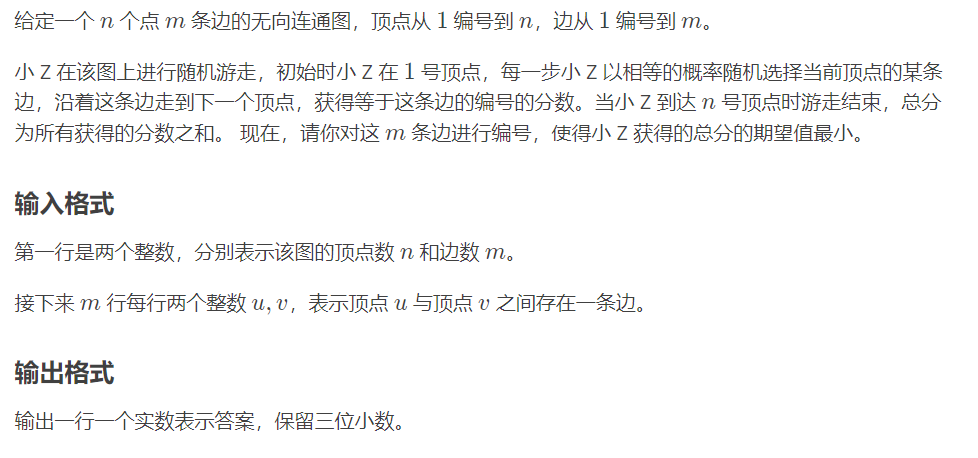 给定一个 n 个点 m 条边的无向连通图，顶点从 1 编号到 n，边从 1 编号到 m。
小 Z 在该图上进行随机游走，初始时小 Z 在 1 号顶点，每一步小 Z 以相等的概率随机选择当前顶点的某条
边，沿着这条边走到下一个顶点，获得等于这条边的编号的分数。当小 Z 到达 n 号顶点时游走结束，总分
为所有获得的分数之和。 现在，请你对这 m 条边进行编号，使得小 Z 获得的总分的期望值最小。
输入格式
第一行是两个整数，分别表示该图的顶点数 n 和边数 m。
接下来 m 行每行两个整数 u, v，表示顶点 u 与顶点 v 之间存在一条边。
输出格式
输出一行一个实数表示答案，保留三位小数。